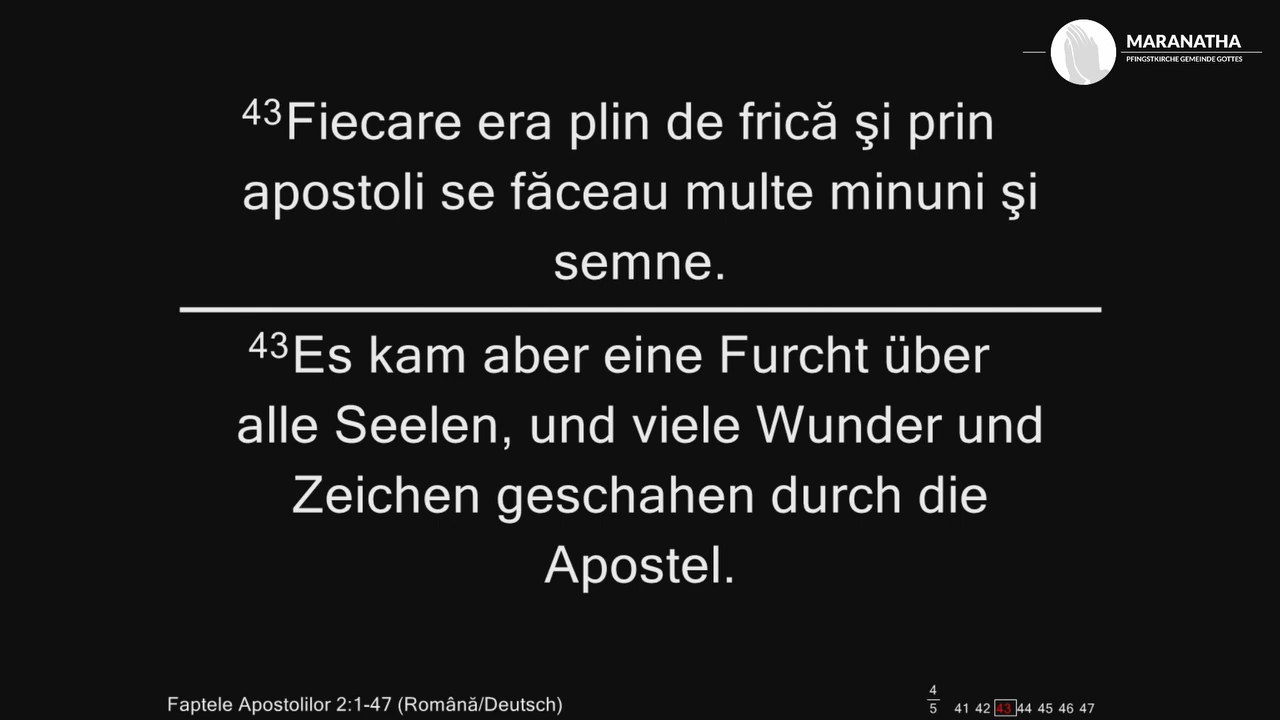 MARANATHA
PFINGSTKIRCHE GEMEINDE GOTTES
43Fiecare era plin de frică şi prin
apostoli se făceau multe minuni şi
semne.
43Es kam aber eine Furcht über
alle Seelen, und viele Wunder und
Zeichen geschahen durch die
Apostel.
Faptele Apostolilor 2:1-47 (Română/Deutsch)
4
5
41 42 43 44 45 46 47